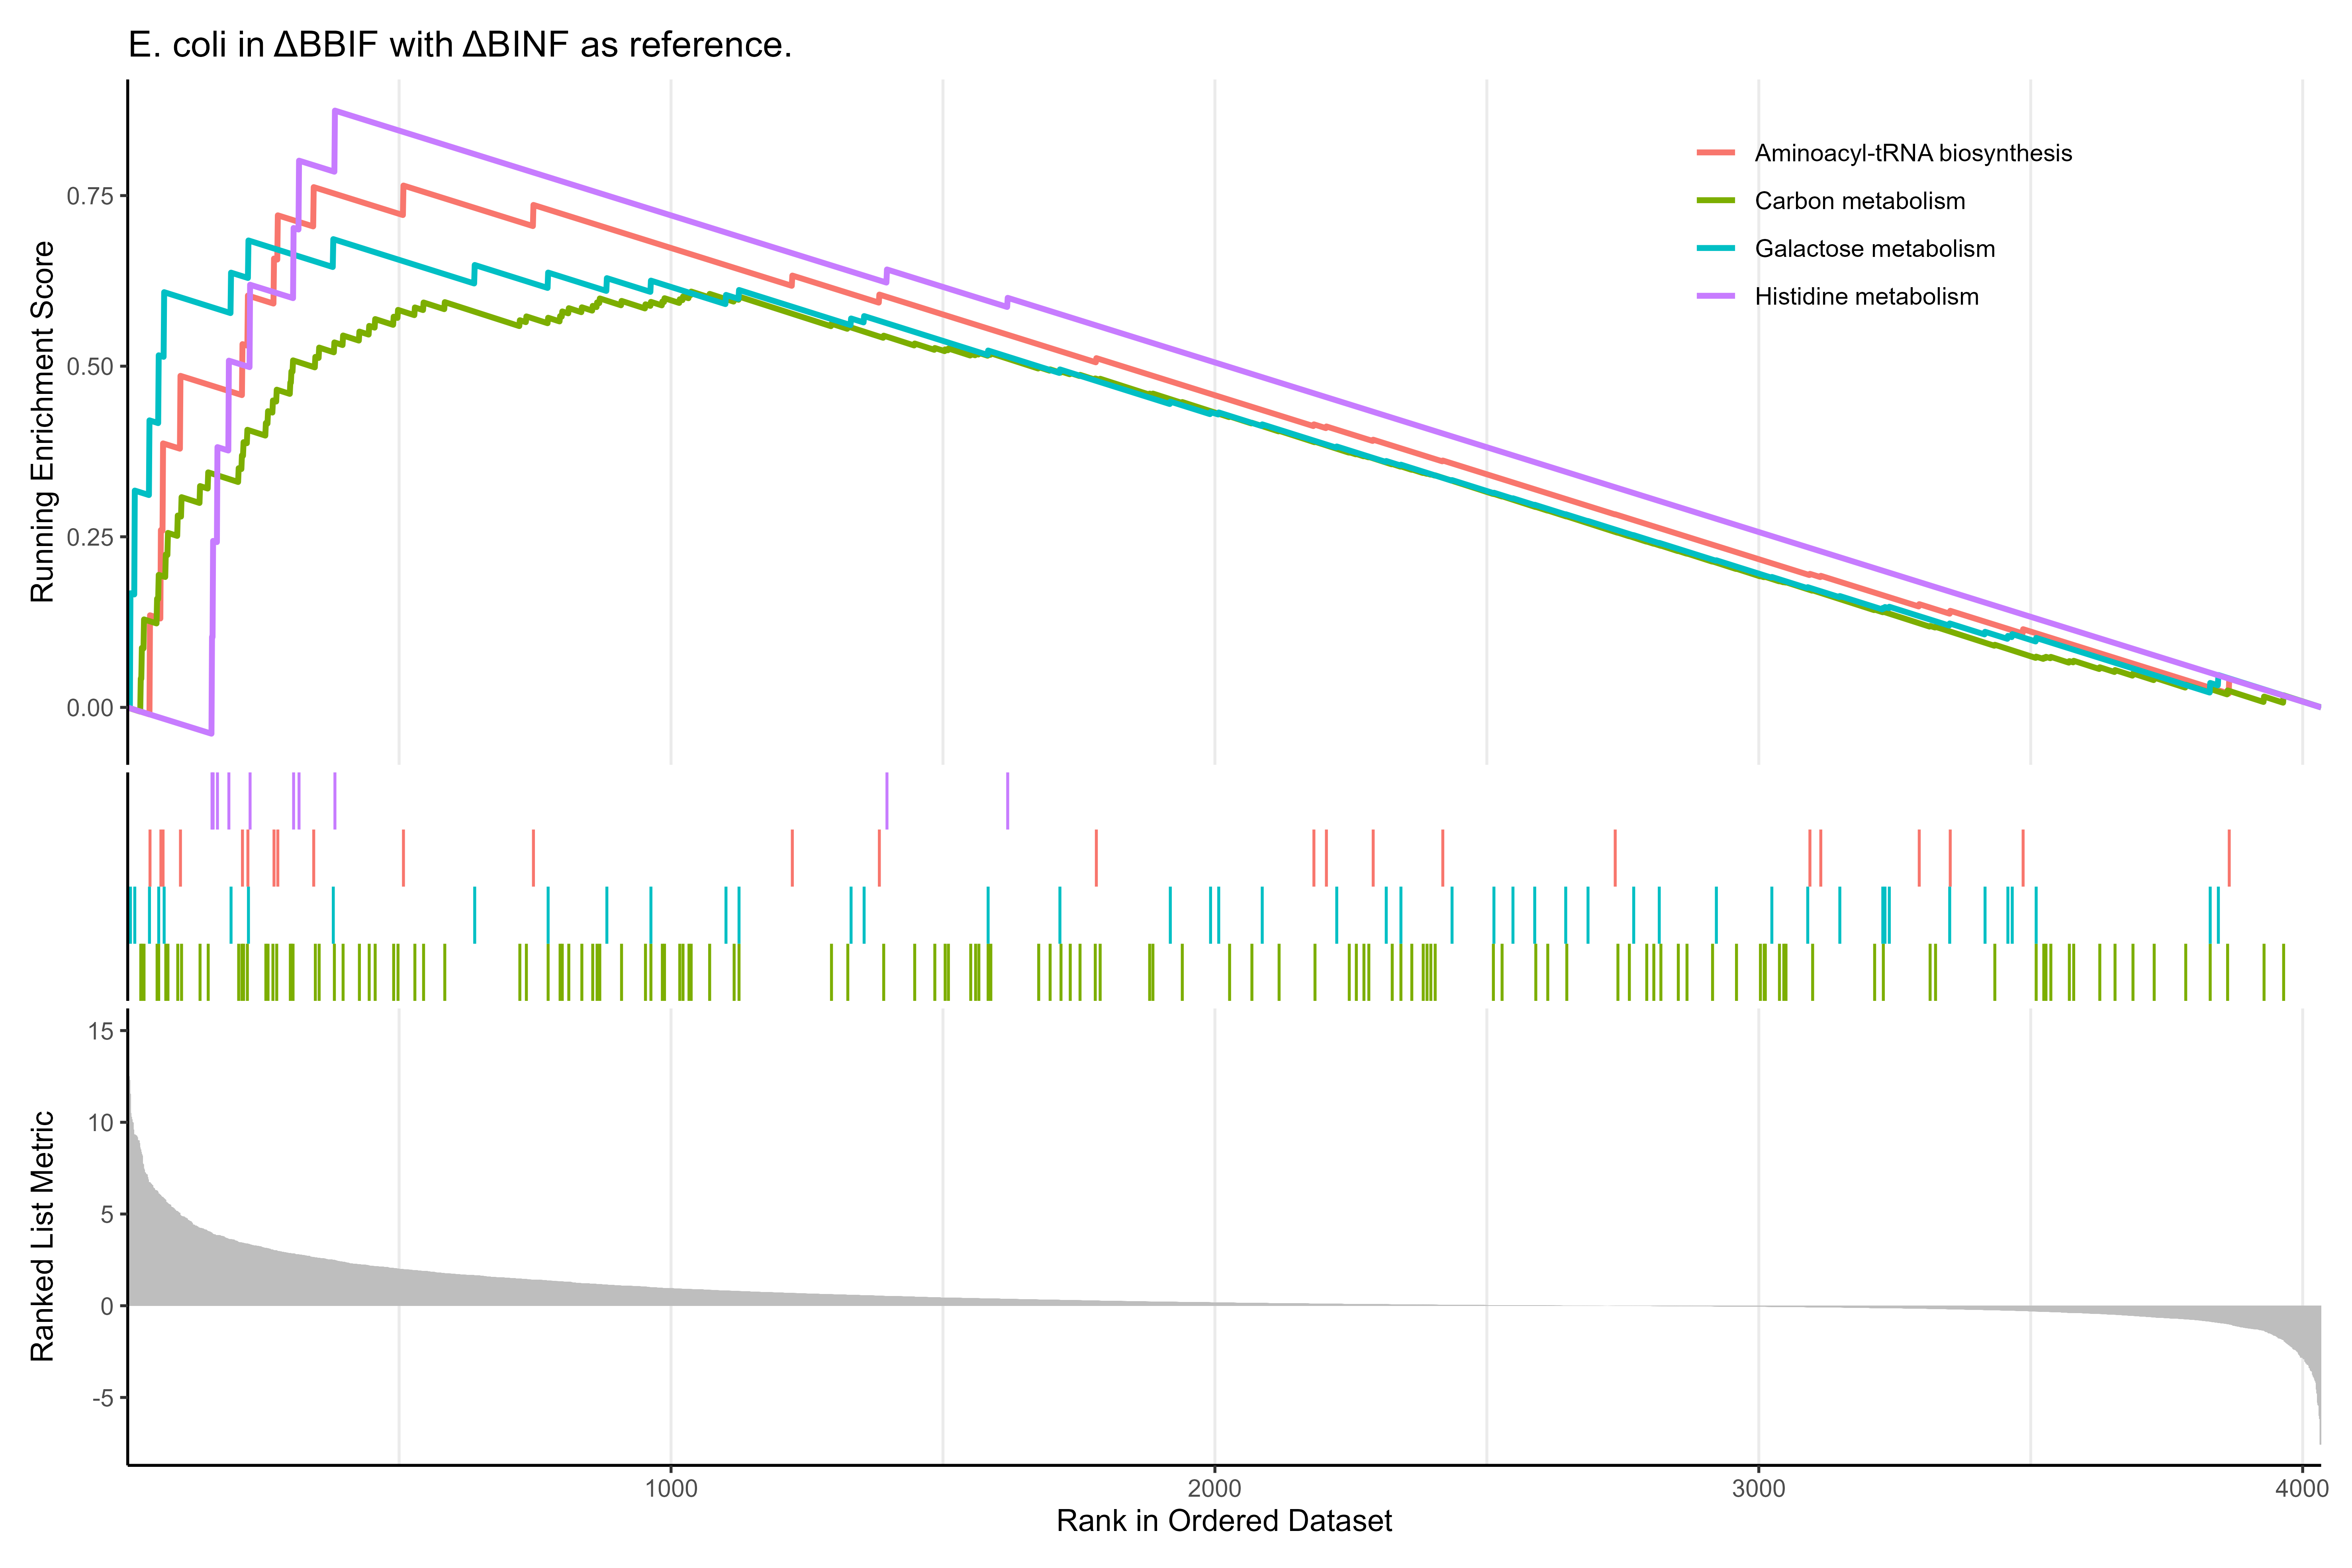 E. coli in ΔBBIF with ΔBINF as reference.
Running Enrichment Score
0.75
0.50
0.25
0.00
Aminoacyl-tRNA biosynthesis
Carbon metabolism
Galactose metabolism
Histidine metabolism
Ranked List Metric
15
10
5
0
-5
1000 2000 3000 4000
Rank in Ordered Dataset